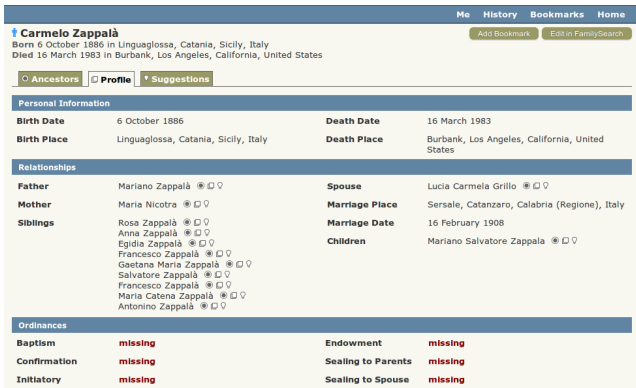 Me History Bookmarks Home
Carmelo Zappalà
Add Bookmark Edit in FamilySearch
Born 6 October 1886 in Linguaglossa, Catania, Sicily, Italy
Died 16 March 1983 in Burbank, Los Angeles, California, United States
Ancestors Profile Suggestions
Personal Information
Birth Date 6 October 1886 Death Date 16 March 1983
Birth Place Linguaglossa, Catania, Sicily, Italy Death Place Burbank, Los Angeles, California, United
States
Relationships
Father Mariano Zappalà Spouse Lucia Carmela Grillo
Mother Maria Nicotra Marriage Place Sersale, Catanzaro, Calabria (Regione), Italy
Siblings Rosa Zappalà Marriage Date 16 February 1908
Anna Zappalà
Egidia Zappalà Children Mariano Salvatore Zappala
Francesco Zappalà
Gaetana Maria Zappalà
Salvatore Zappalà
Francesco Zappalà
Maria Catena Zappalà
Antonino Zappalà
Ordinances
Baptism missing Endowment missing
Confirmation missing Sealing to Parents missing
Initiatory missing Sealing to Spouse missing